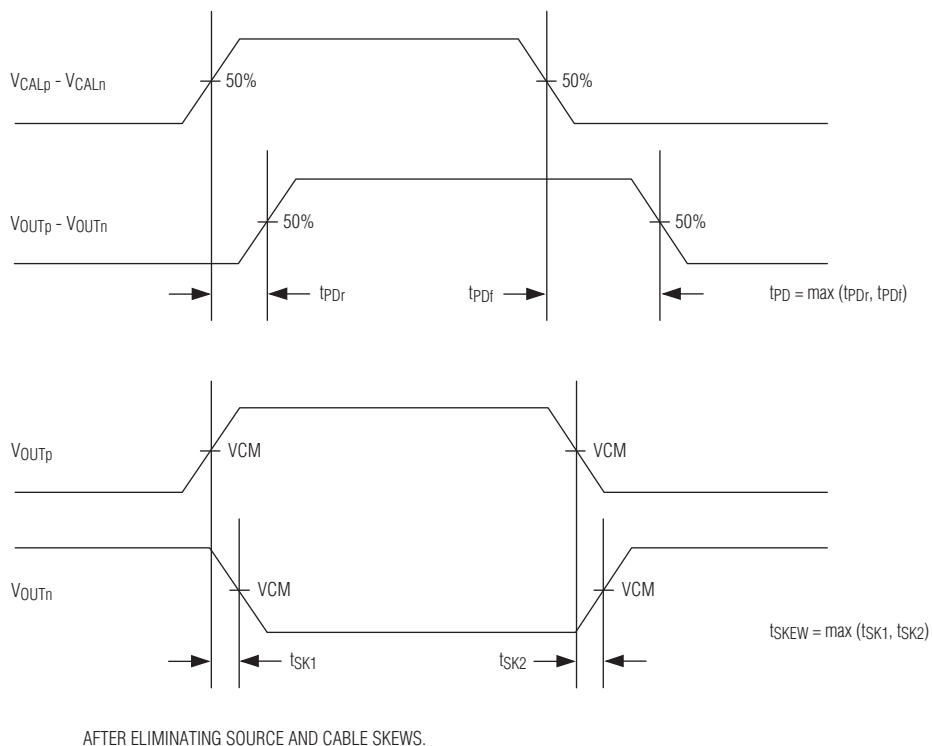 VCALp - VCALn
50%
50%
VOUTp - VOUTn
50%
50%
tPDr
tPDf
tPD = max (tPDr, tPDf)
VOUTp
VCM
VCM
VOUTn
VCM
VCM
tSKEW = max (tSK1, tSK2)
tSK1
tSK2
AFTER ELIMINATING SOURCE AND CABLE SKEWS.